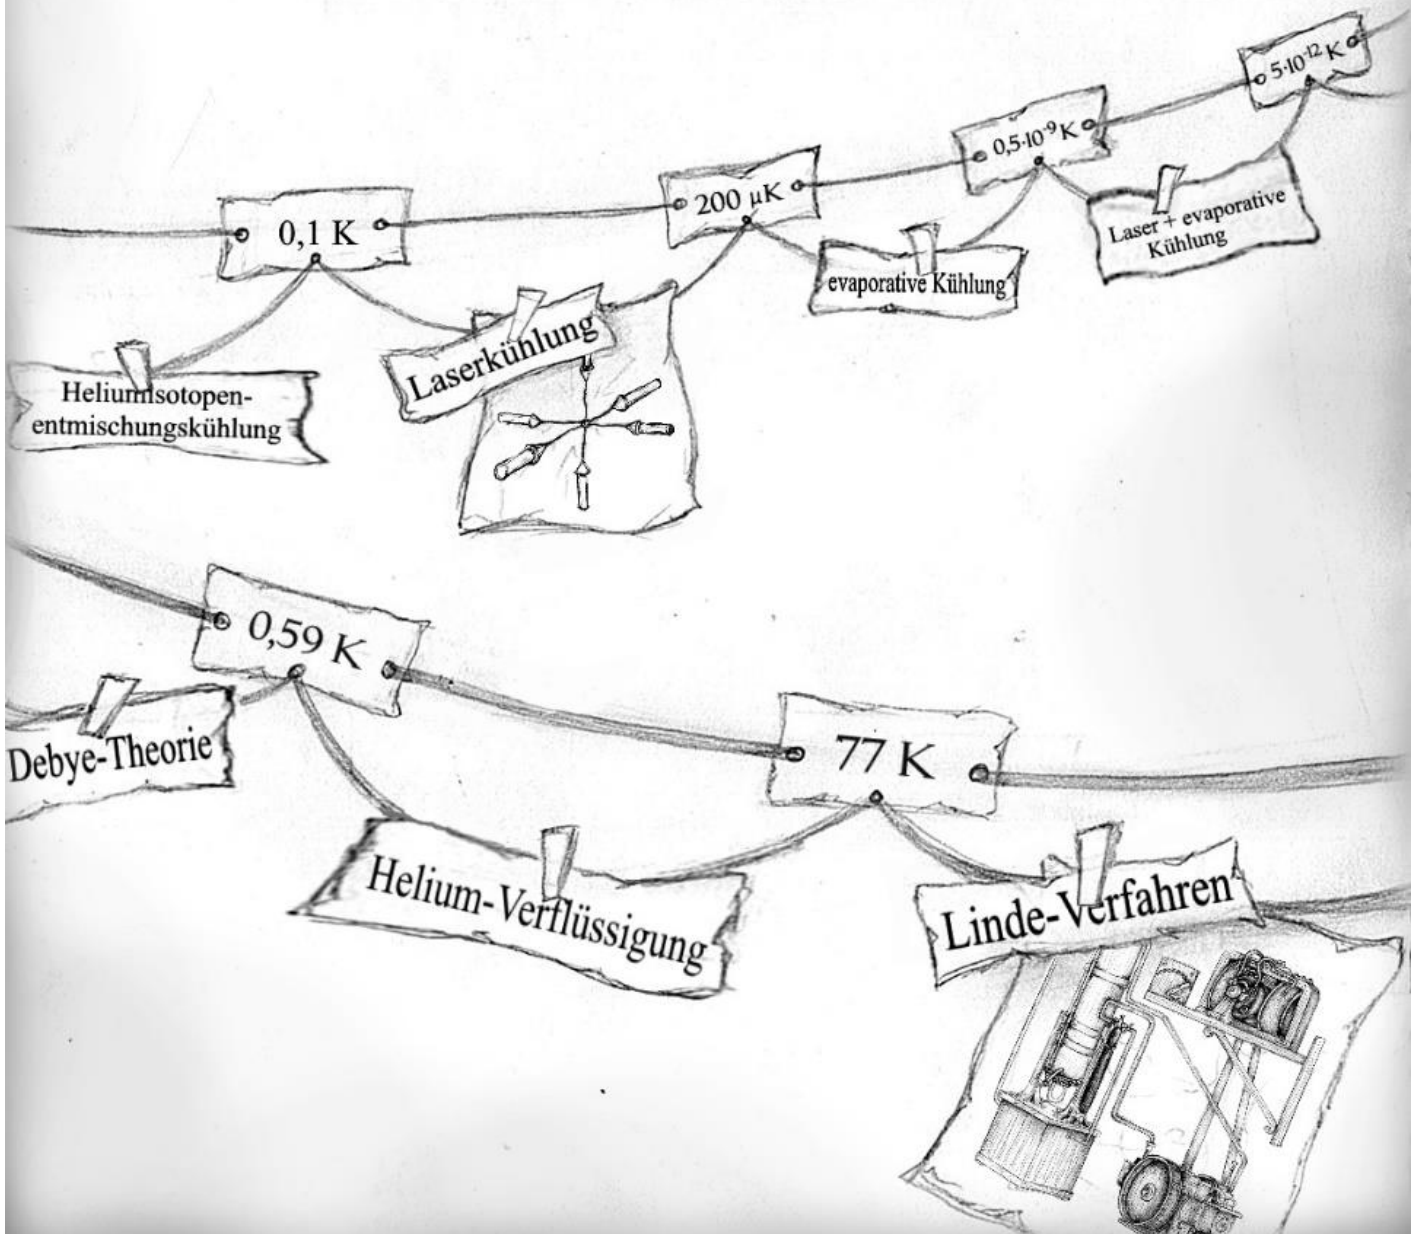 5·10⁻¹² K
0,5·10⁻⁹ K
200 µK
0,1 K
Laser + evaporative
Kühlung
evaporative Kühlung
Laserkühlung
Heliumisotopen-
entmischungskühlung
0,59 K
77 K
Debye-Theorie
Helium-Verflüssigung
Linde-Verfahren